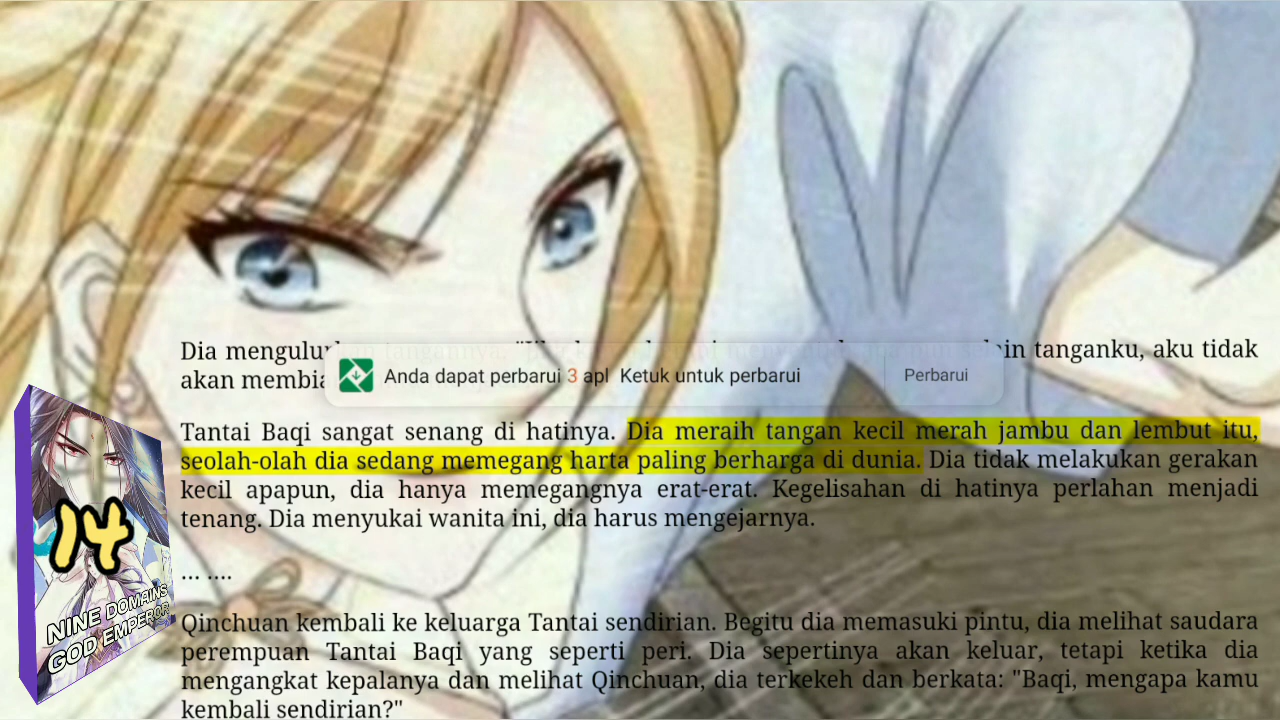 Dia mengulurkan tangannya: "
lain tanganku, aku tidak
akan membia
Anda dapat perbarui 3 apl Ketuk untuk perbarui
Perbarui
Tantai Baqi sangat senang di hatinya. Dia meraih tangan kecil merah jambu dan lembut itu,
seolah-olah dia sedang memegang harta paling berharga di dunia. Dia tidak melakukan gerakan
kecil apapun, dia hanya memegangnya erat-erat. Kegelisahan di hatinya perlahan menjadi
tenang. Dia menyukai wanita ini, dia harus mengejarnya.
... ....
Qinchuan kembali ke keluarga Tantai sendirian. Begitu dia memasuki pintu, dia melihat saudara
perempuan Tantai Baqi yang seperti peri. Dia sepertinya akan keluar, tetapi ketika dia
mengangkat kepalanya dan melihat Qinchuan, dia terkekeh dan berkata: "Baqi, mengapa kamu
kembali sendirian?"
14
NINE DOMAINS
GOD EMPEROR